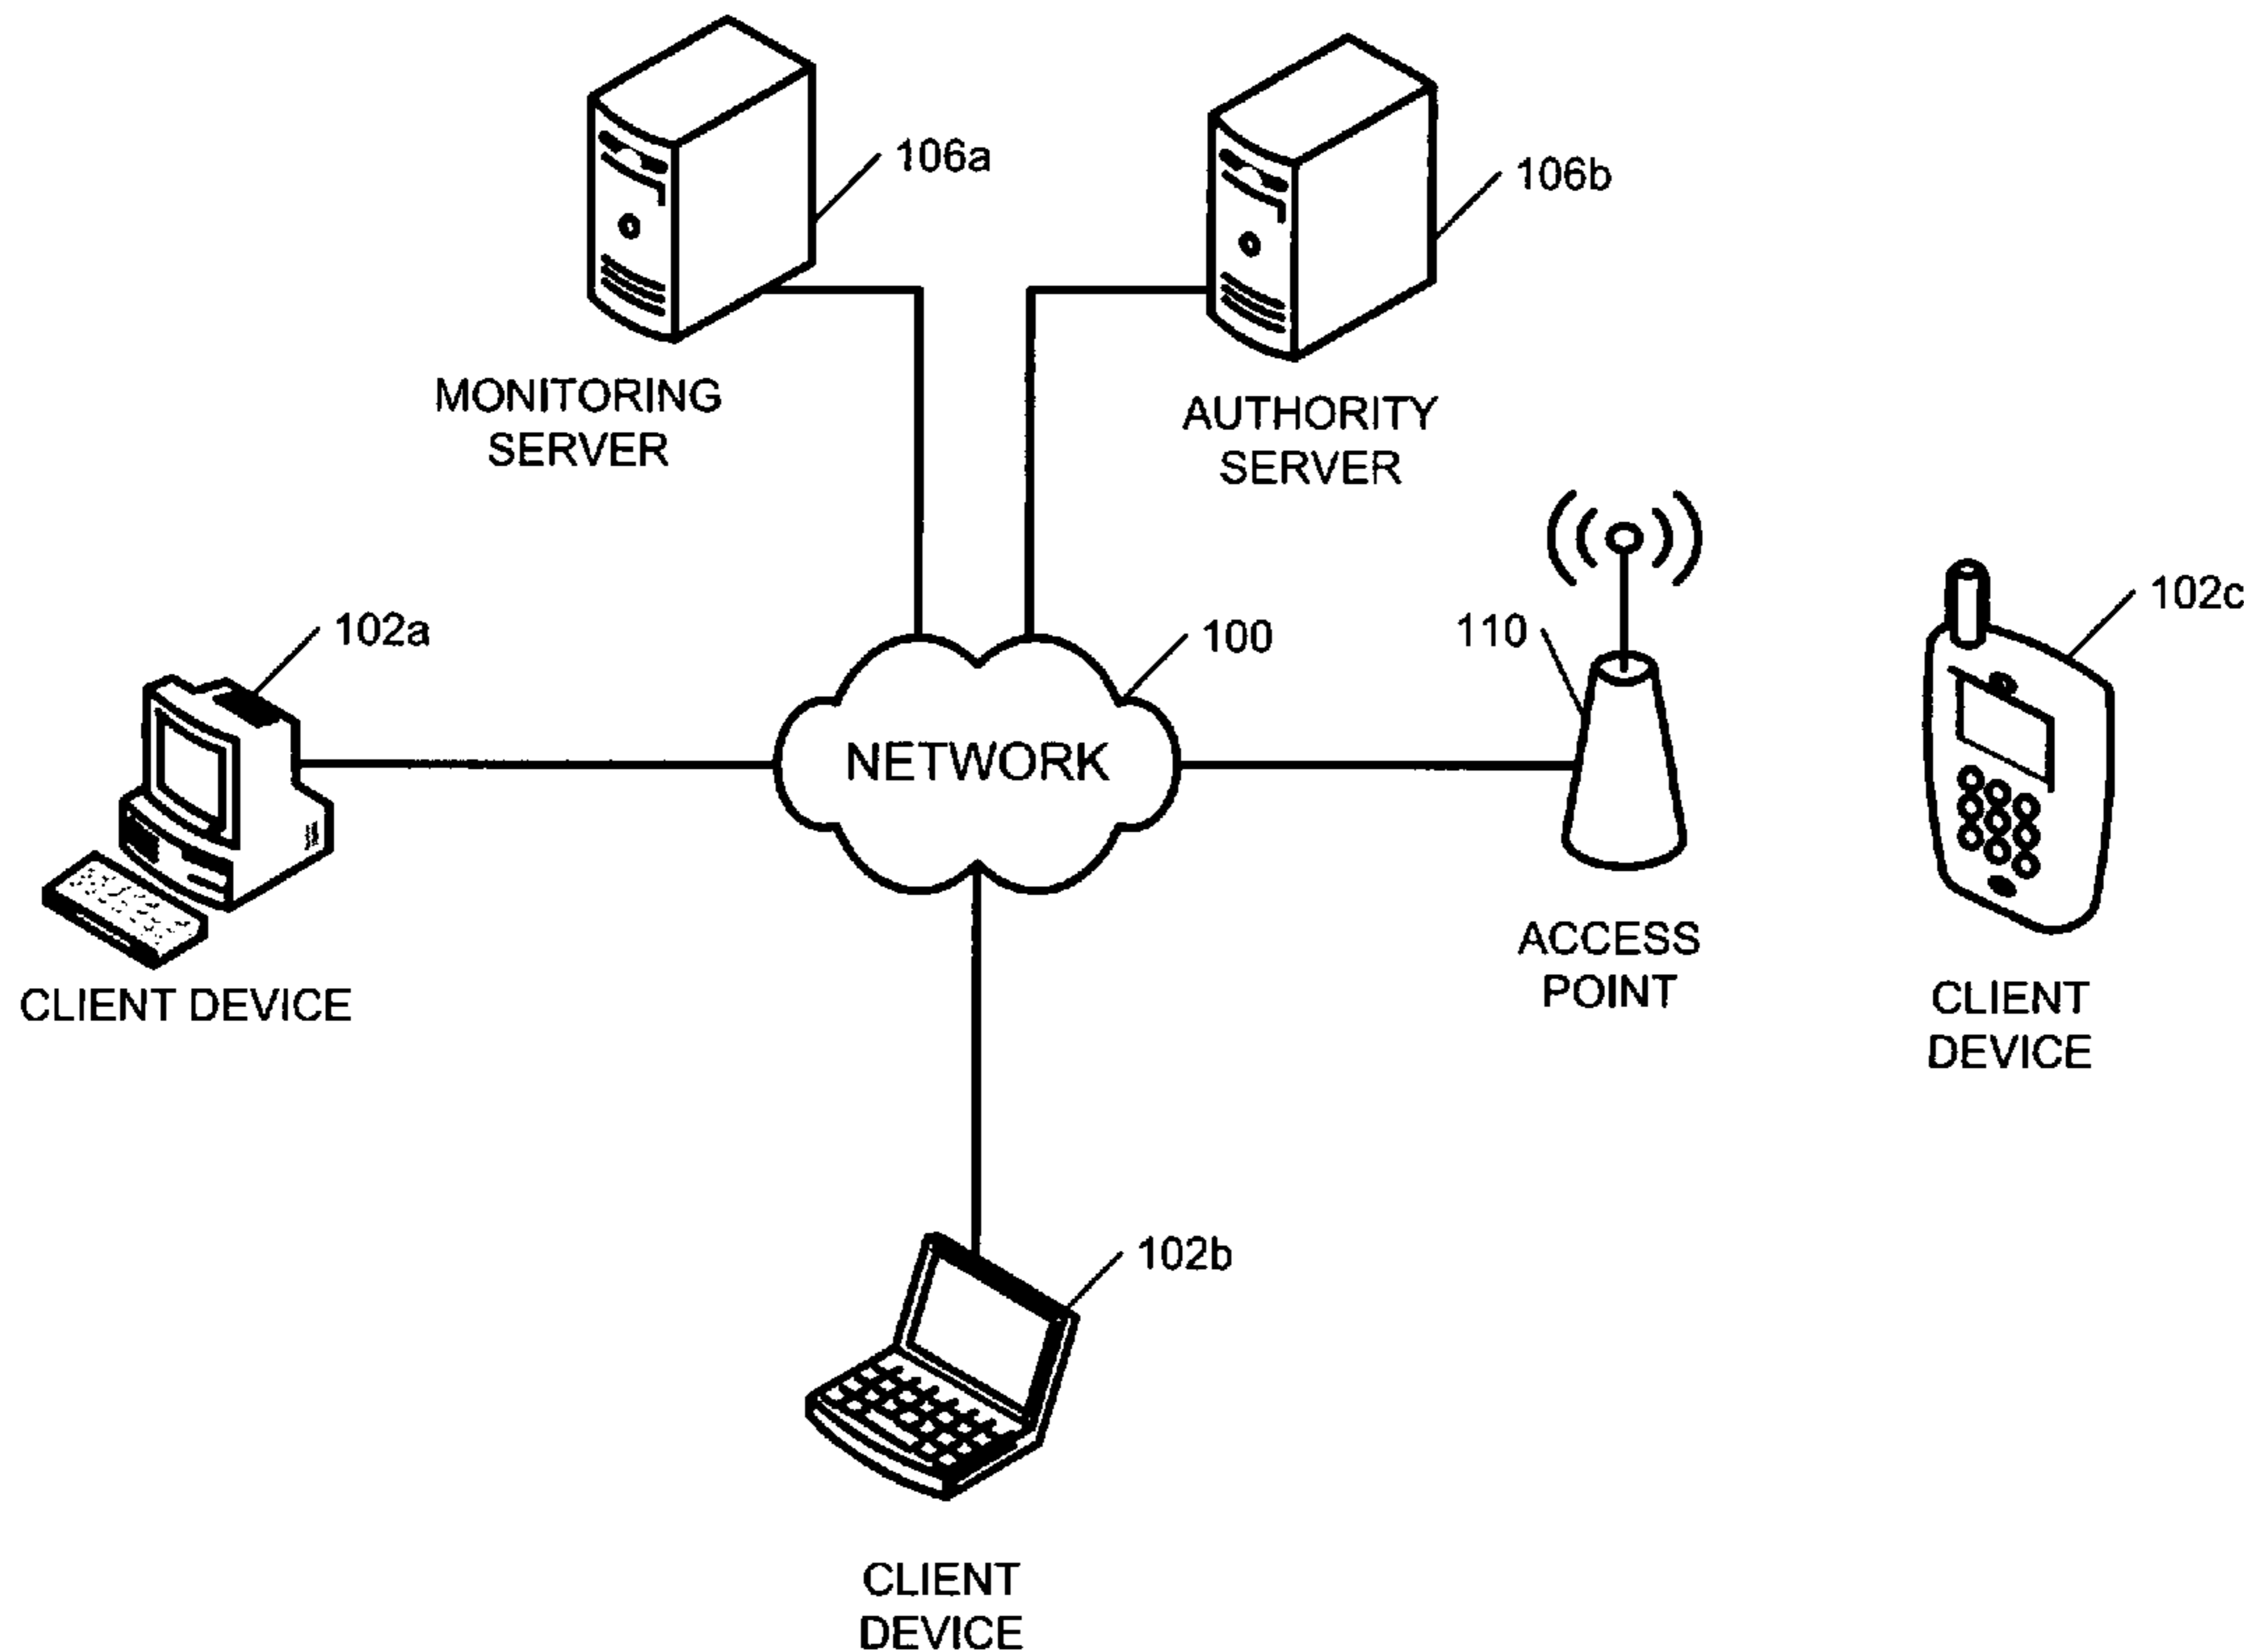 106a
106b
MONITORING
SERVER
AUTHORITY
SERVER
102a
100
110
102c
NETWORK
CLIENT DEVICE
ACCESS
POINT
CLIENT
DEVICE
102b
CLIENT
DEVICE